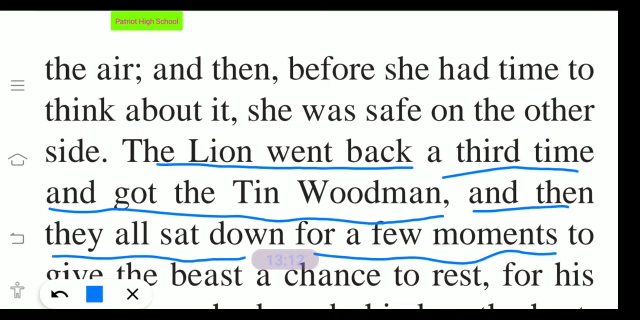 Patriot High School
the air; and then, before she had time to
think about it, she was safe on the other
side. The Lion went back a third time
and got the Tin Woodman, and then
they all sat down for a few moments to
13:13
give the beast a chance to rest, for his